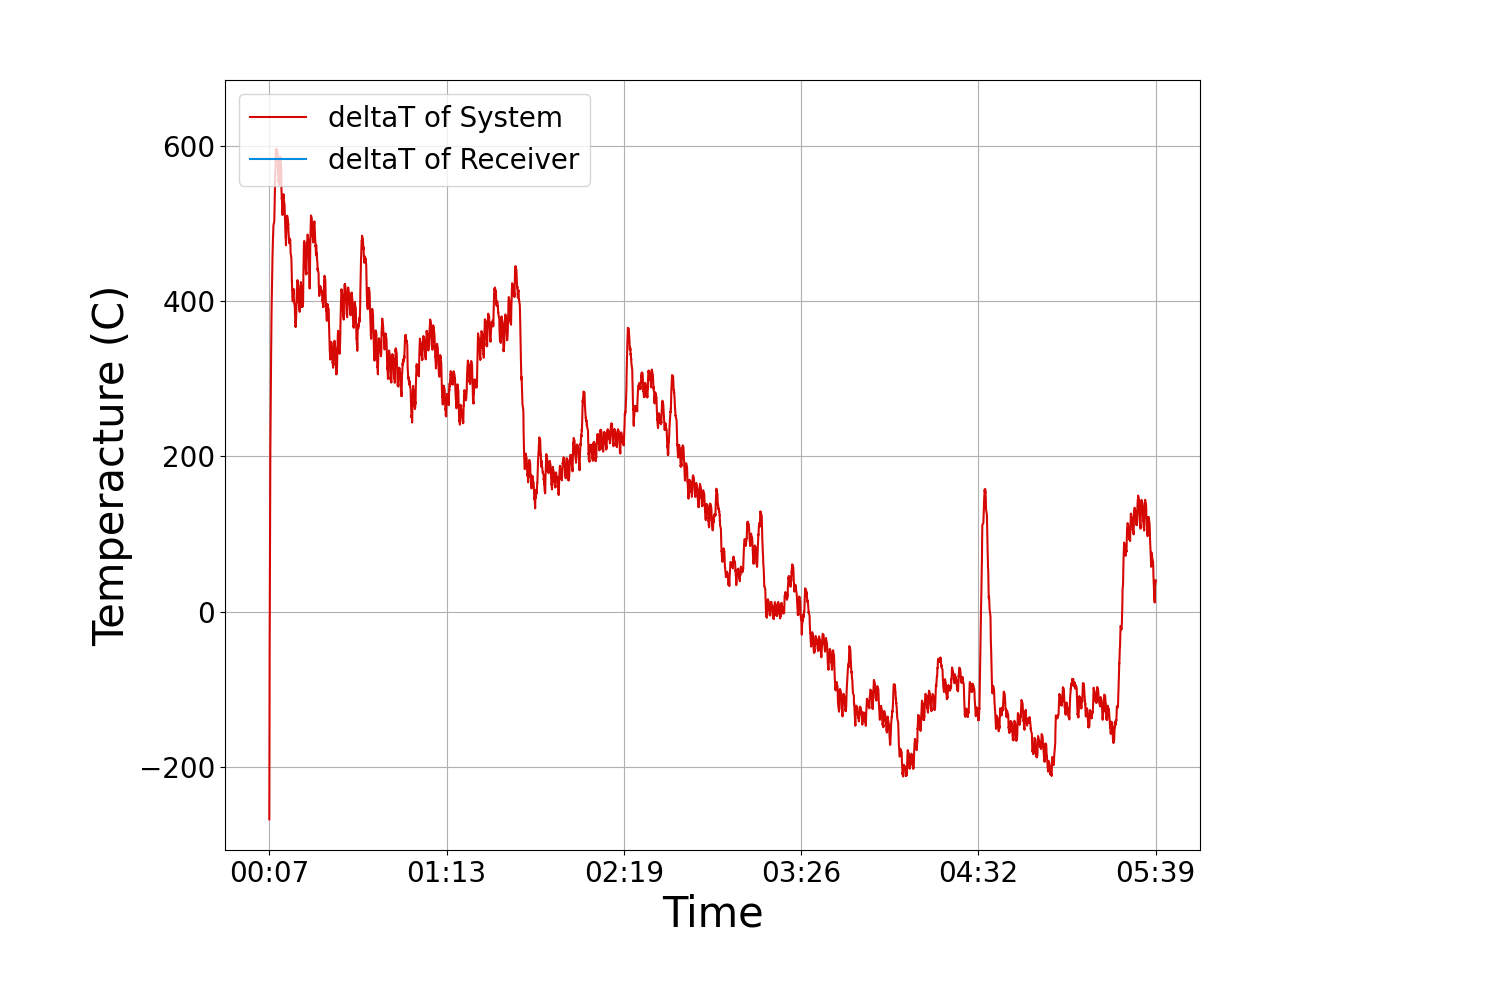 deltaT of System
deltaT of Receiver
600
400
200
0
−200
Temperacture (C)
00:07 01:13 02:19 03:26 04:32 05:39
Time